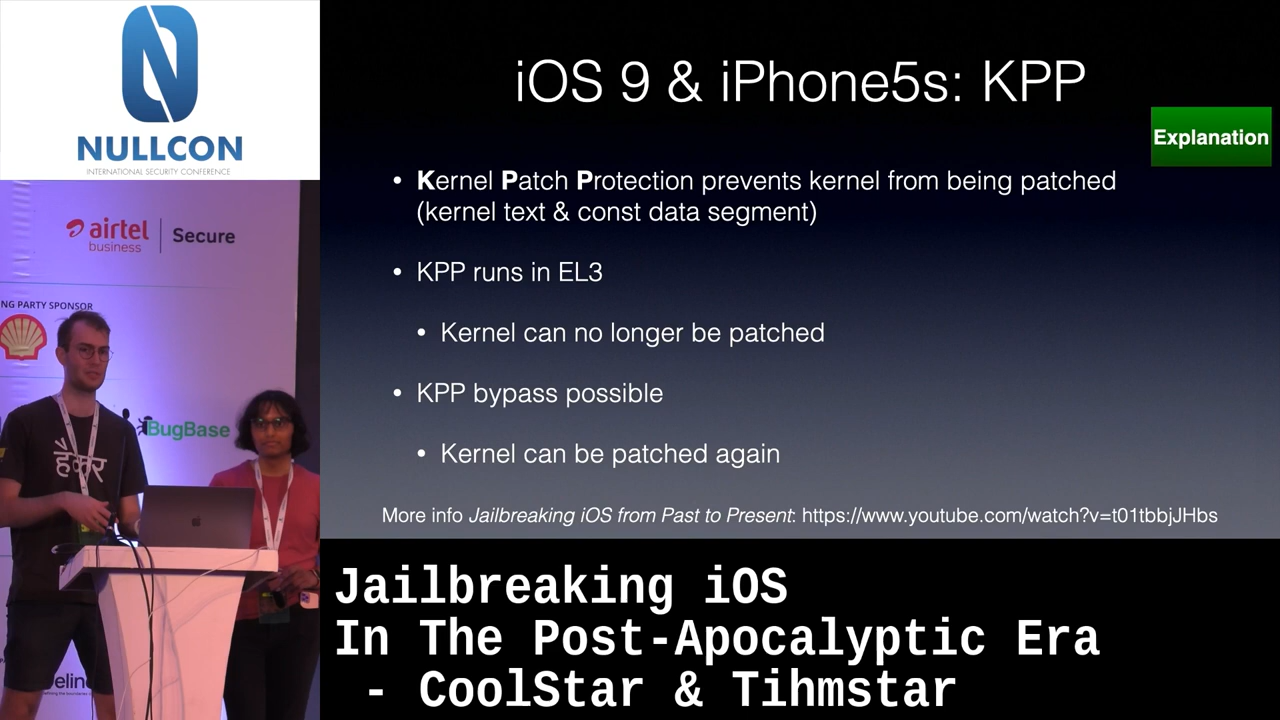 NULLCON
INTERNATIONAL SECURITY CONFERENCE
airtel
business
Secure
NG PARTY SPONSOR
BugBase
हैकर
eline
iOS 9 & iPhone5s: KPP
Explanation
• Kernel Patch Protection prevents kernel from being patched
(kernel text & const data segment)
• KPP runs in EL3
• Kernel can no longer be patched
• KPP bypass possible
• Kernel can be patched again
More info Jailbreaking iOS from Past to Present: https://www.youtube.com/watch?v=t01tbbjJHbs
Jailbreaking iOS
In The Post-Apocalyptic Era
- CoolStar & Tihmstar